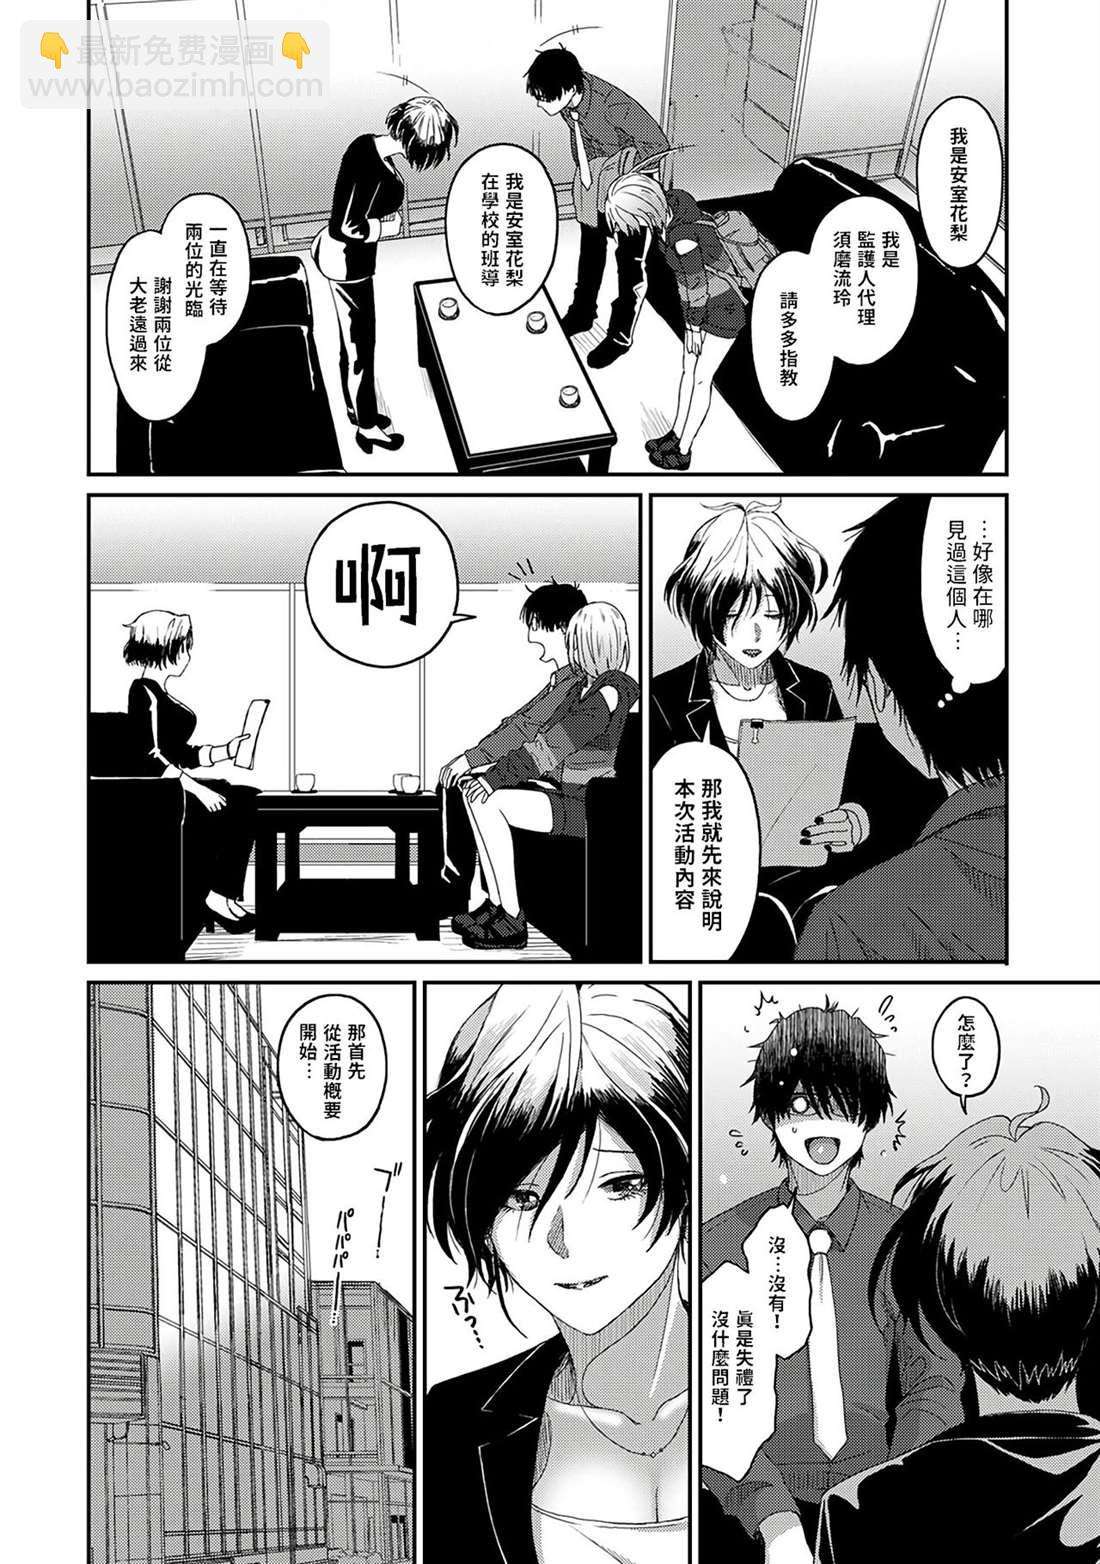 最新免费漫画
www.baozimh.com
我是安室花梨
我是
監護人代理
須磨流玲
請多多指教
我是安室花梨
在學校的班導
一直在等待
兩位的光臨
謝謝兩位從
大老遠過來
…好像在哪
見過這個人…
那我就先來說明
本次活動內容
啊
怎麼了？
沒…沒有！
真是失禮了
沒什麼問題！
ふっ…
那首先
從活動概要
開始…
ブーー…
パパパー…